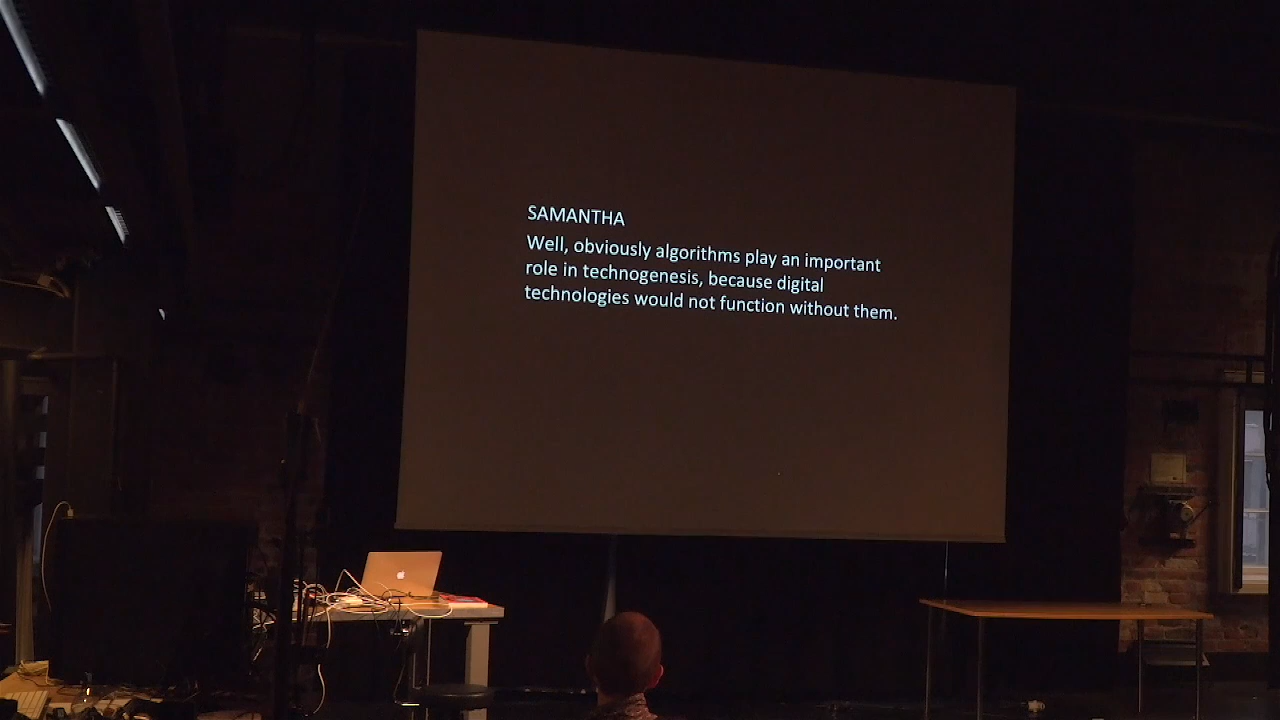 SAMANTHA
Well, obviously algorithms play an important
role in technogenesis, because digital
technologies would not function without them.